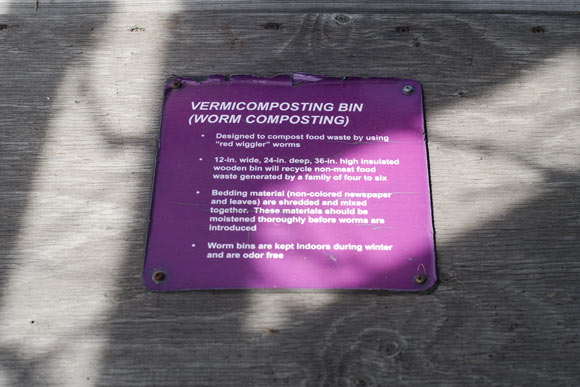 VERMICOMPOSTING BIN
(WORM COMPOSTING)
• Designed to compost food waste by using
"red wiggler" worms
• 12-in. wide, 24-in. deep, 36-in. high insulated
wooden bin will recycle non-meat food
waste generated by a family of four to six
• Bedding material (non-colored newspaper
and leaves) are shredded and mixed
together. These materials should be
moistened thoroughly before worms are
introduced
• Worm bins are kept indoors during winter
and are odor free